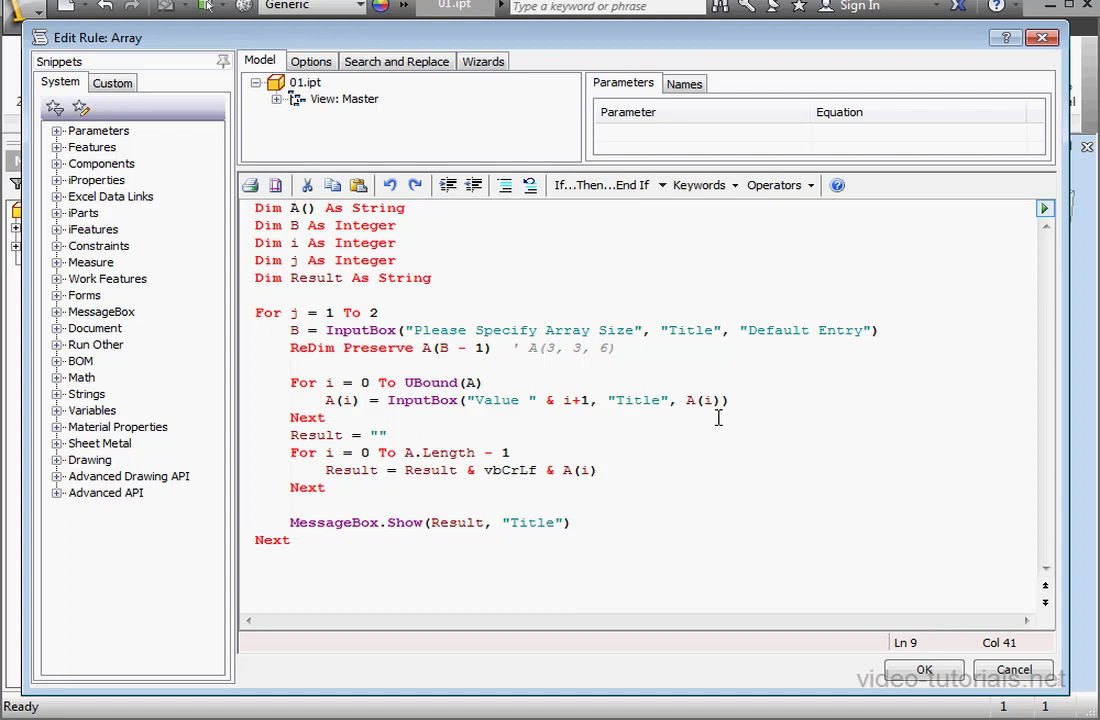 Generic
01.ipt
Type a keyword or phrase
Sign In
Edit Rule: Array
Snippets
System
Custom
Parameters
Features
Components
iProperties
Excel Data Links
iParts
iFeatures
Constraints
Measure
Work Features
Forms
MessageBox
Document
Run Other
BOM
Math
Strings
Variables
Material Properties
Sheet Metal
Drawing
Advanced Drawing API
Advanced API
Model
Options
Search and Replace
Wizards
01.ipt
View: Master
Parameters
Names
Parameter
Equation
If...Then...End If
Keywords
Operators
Dim A() As String
Dim B As Integer
Dim i As Integer
Dim j As Integer
Dim Result As String
For j = 1 To 2
B = InputBox("Please Specify Array Size", "Title", "Default Entry")
ReDim Preserve A(B - 1) ' A(3, 3, 6)
For i = 0 To UBound(A)
A(i) = InputBox("Value " & i+1, "Title", A(i))
Next
Result = ""
For i = 0 To A.Length - 1
Result = Result & vbCrLf & A(i)
Next
MessageBox.Show(Result, "Title")
Next
Ln 9
Col 41
OK
Cancel
video-tutorials.net
Ready
1
1